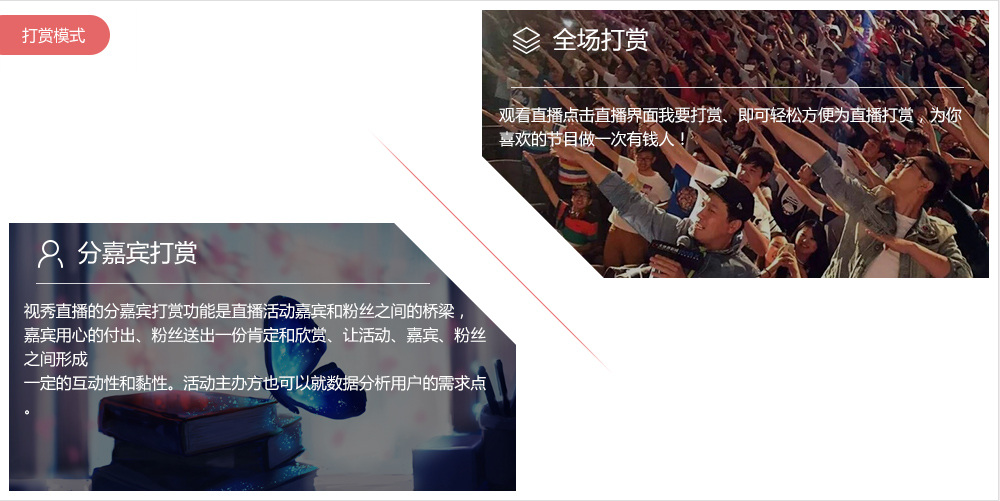 打赏模式
全场打赏
观看直播点击直播界面我要打赏、即可轻松方便为直播打赏，为你
喜欢的节目做一次有钱人！
分嘉宾打赏
视秀直播的分嘉宾打赏功能是直播活动嘉宾和粉丝之间的桥梁，
嘉宾用心的付出、粉丝送出一份肯定和欣赏、让活动、嘉宾、粉丝
之间形成
一定的互动性和黏性。活动主办方也可以就数据分析用户的需求点
。